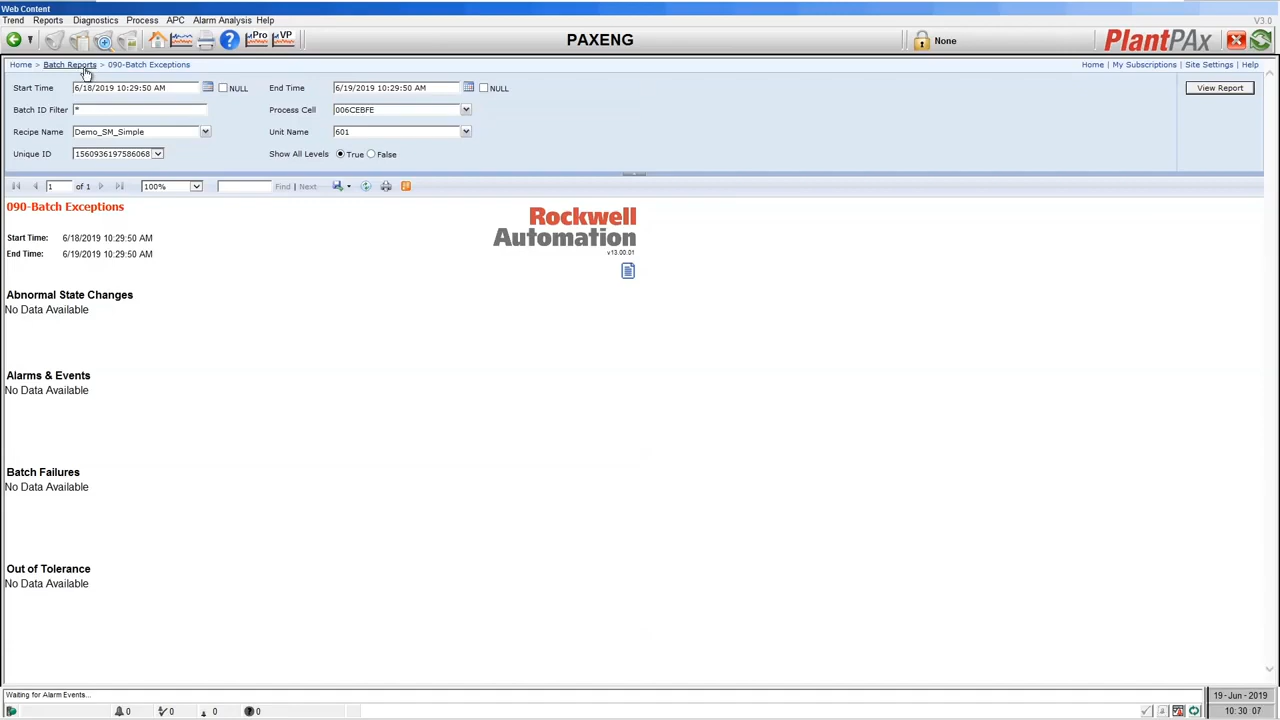 Web Content
Trend Reports Diagnostics Process APC Alarm Analysis Help V3.0
Pro VP PAXENG None PlantPAx
Home > Batch Reports > 090-Batch Exceptions Home | My Subscriptions | Site Settings | Help
Start Time 6/18/2019 10:29:50 AM NULL End Time 6/19/2019 10:29:50 AM NULL View Report
Batch ID Filter * Process Cell 006CEBFE
Recipe Name Demo_SM_Simple Unit Name 601
Unique ID 1560936197586068 Show All Levels True False
1 of 1 100% Find | Next
090-Batch Exceptions
Rockwell
Automation
Start Time: 6/18/2019 10:29:50 AM
End Time: 6/19/2019 10:29:50 AM
v13.00.01
Abnormal State Changes
No Data Available
Alarms & Events
No Data Available
Batch Failures
No Data Available
Out of Tolerance
No Data Available
Waiting for Alarm Events... 19-Jun-2019
0 0 0 0 10:30 07